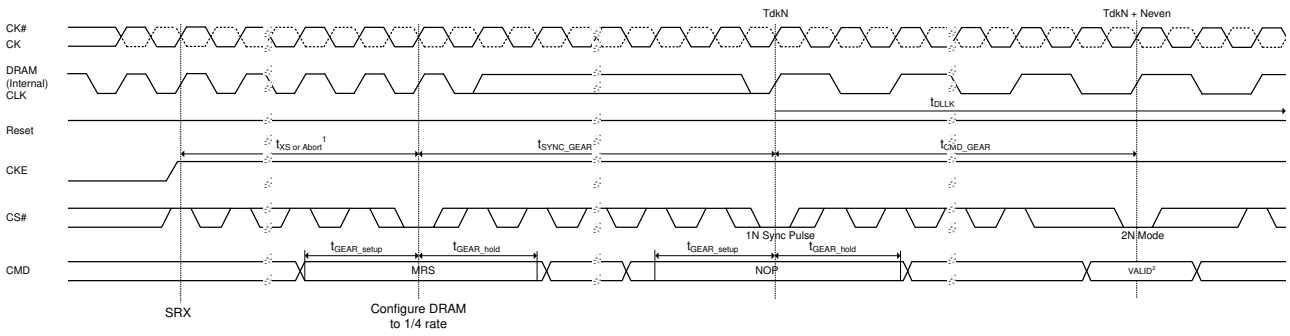 TdkN
TdkN + Neven
CK#
CK
DRAM
(Internal)
CLK
tDLLK
Reset
tXS or Abort1
tSYNC_GEAR
tCMD_GEAR
CKE
CS#
1N Sync Pulse
2N Mode
tGEAR_setup
tGEAR_hold
tGEAR_setup
tGEAR_hold
CMD
MRS
NOP
VALID2
SRX
Configure DRAM
to 1/4 rate